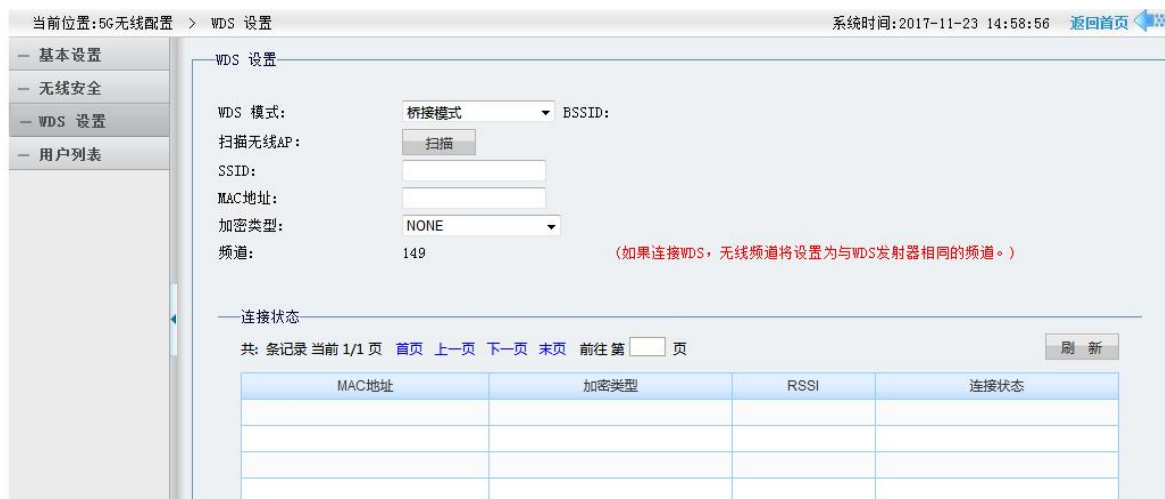 当前位置:5G无线配置 > WDS 设置 系统时间:2017-11-23 14:58:56 返回首页
— 基本设置
— 无线安全
— WDS 设置
— 用户列表
WDS 设置
WDS 模式: 桥接模式 BSSID:
扫描无线AP: 扫描
SSID:
MAC地址:
加密类型: NONE
频道: 149 (如果连接WDS，无线频道将设置为与WDS发射器相同的频道。)
连接状态
共: 条记录 当前 1/1 页 首页 上一页 下一页 末页 前往 第 页 刷 新
MAC地址 加密类型 RSSI 连接状态